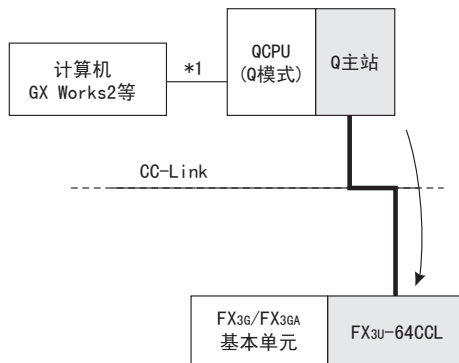 计算机
GX Works2等
*1
QCPU
(Q模式)
Q主站
CC-Link
FX3G/FX3GA
基本单元
FX3U-64CCL